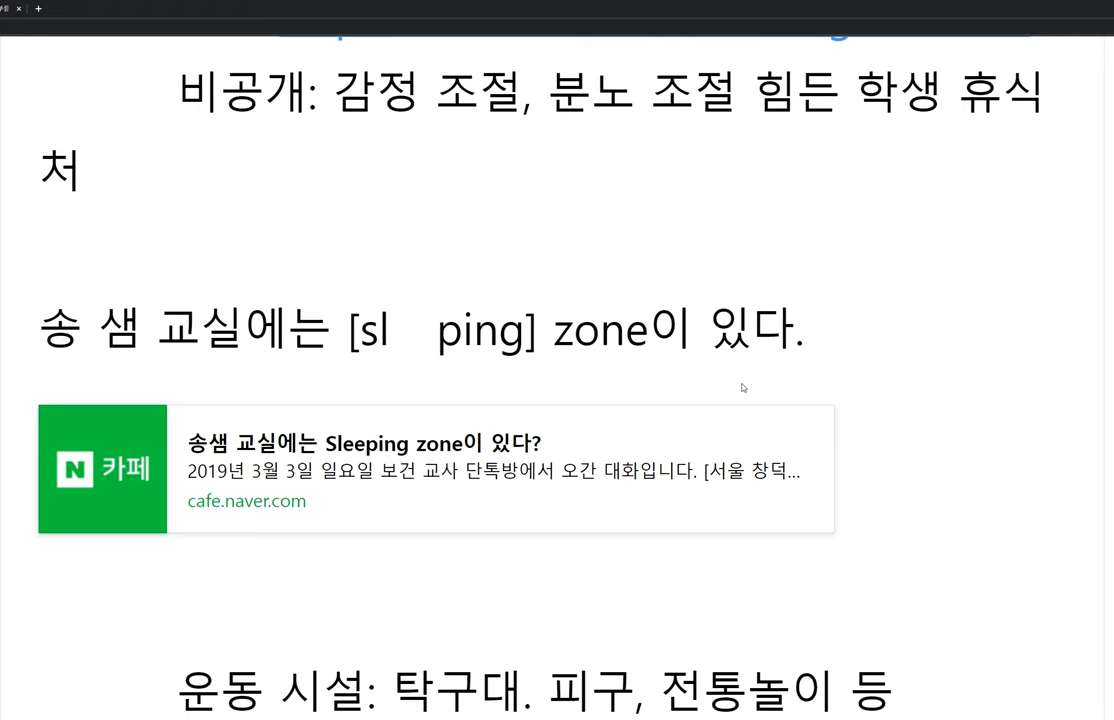 비공개: 감정 조절, 분노 조절 힘든 학생 휴식
처
송 샘 교실에는 [sl ping] zone이 있다.
N 카페
송샘 교실에는 Sleeping zone이 있다?
2019년 3월 3일 일요일 보건 교사 단톡방에서 오간 대화입니다. [서울 창덕...
cafe.naver.com
운동 시설: 탁구대. 피구, 전통놀이 등